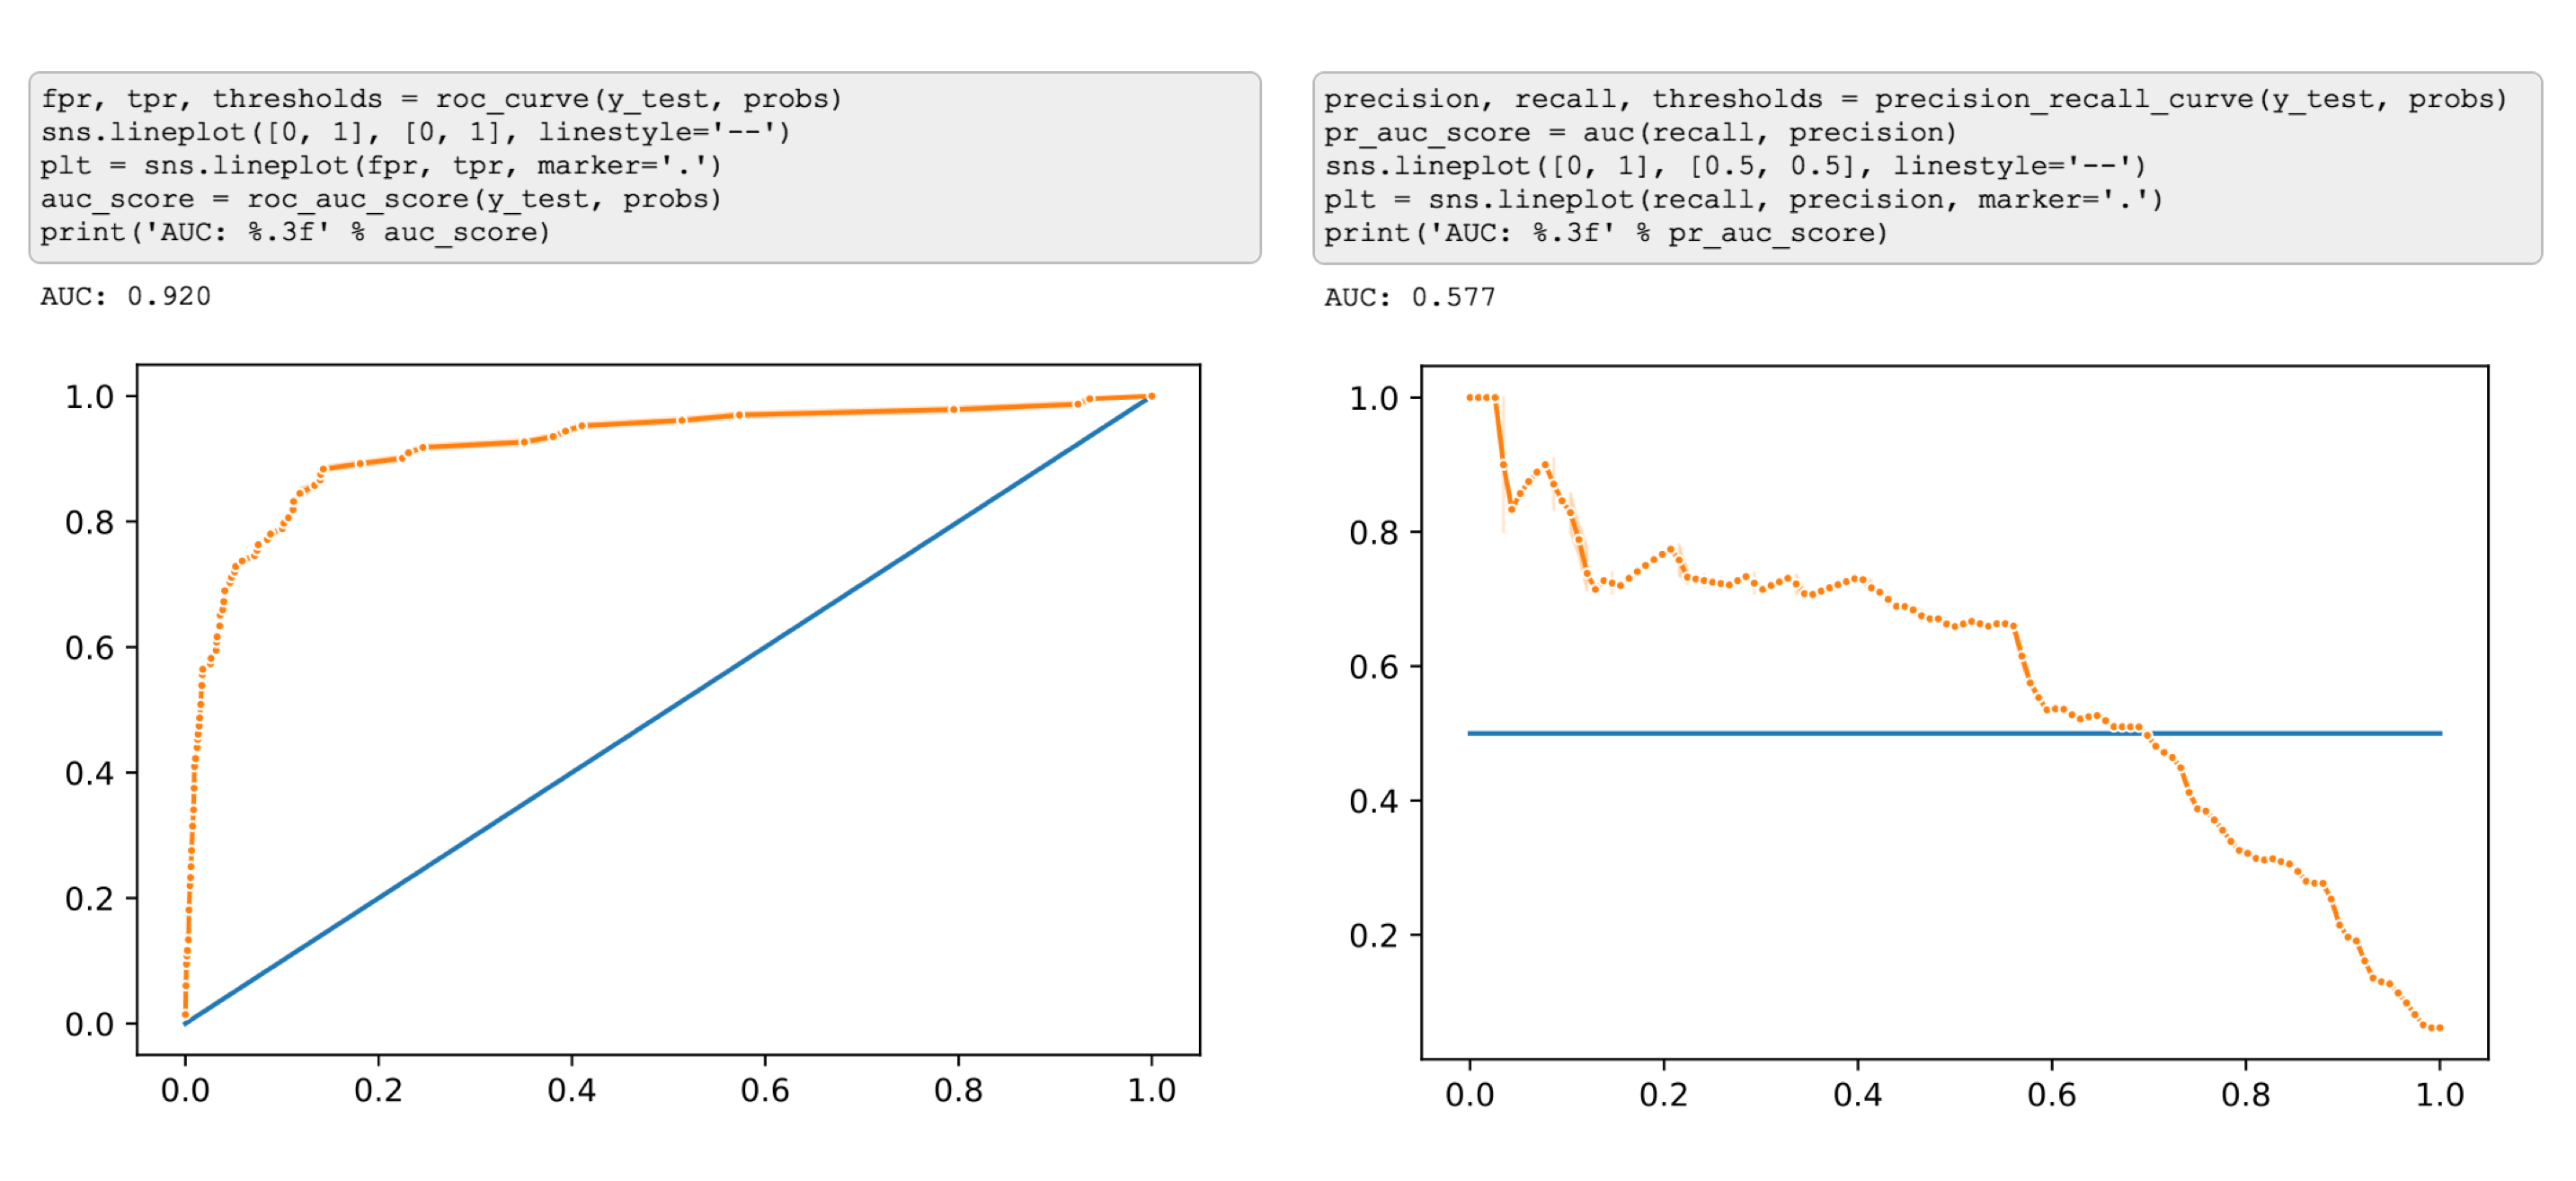 fpr, tpr, thresholds = roc_curve(y_test, probs)
sns.lineplot([0, 1], [0, 1], linestyle='--')
plt = sns.lineplot(fpr, tpr, marker='.')
auc_score = roc_auc_score(y_test, probs)
print('AUC: %.3f' % auc_score)
AUC: 0.920
1.0
0.8
0.6
0.4
0.2
0.0
0.0 0.2 0.4 0.6 0.8 1.0
precision, recall, thresholds = precision_recall_curve(y_test, probs)
pr_auc_score = auc(recall, precision)
sns.lineplot([0, 1], [0.5, 0.5], linestyle='--')
plt = sns.lineplot(recall, precision, marker='.')
print('AUC: %.3f' % pr_auc_score)
AUC: 0.577
1.0
0.8
0.6
0.4
0.2
0.0 0.2 0.4 0.6 0.8 1.0